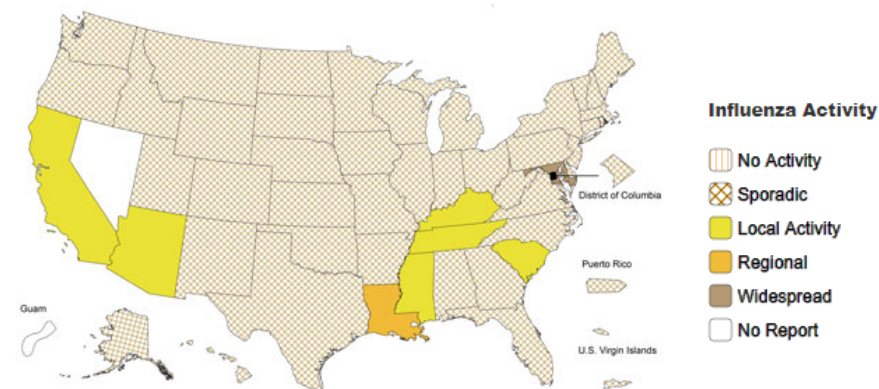 Influenza Activity
No Activity
Sporadic
District of Columbia
Local Activity
Puerto Rico
Regional
Widespread
Guam
No Report
U.S. Virgin Islands